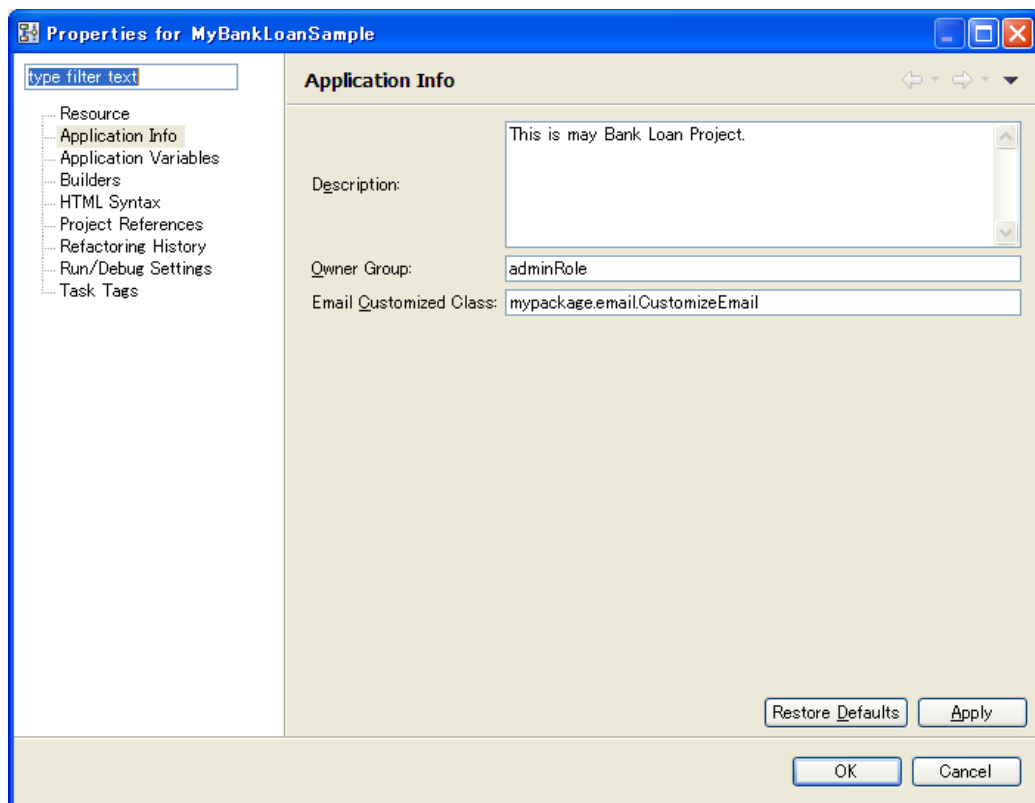 Properties for MyBankLoanSample
type filter text
Resource
Application Info
Application Variables
Builders
HTML Syntax
Project References
Refactoring History
Run/Debug Settings
Task Tags
Application Info
Description:
This is may Bank Loan Project.
Owner Group:
adminRole
Email Customized Class:
mypackage.email.CustomizeEmail
Restore Defaults
Apply
OK
Cancel